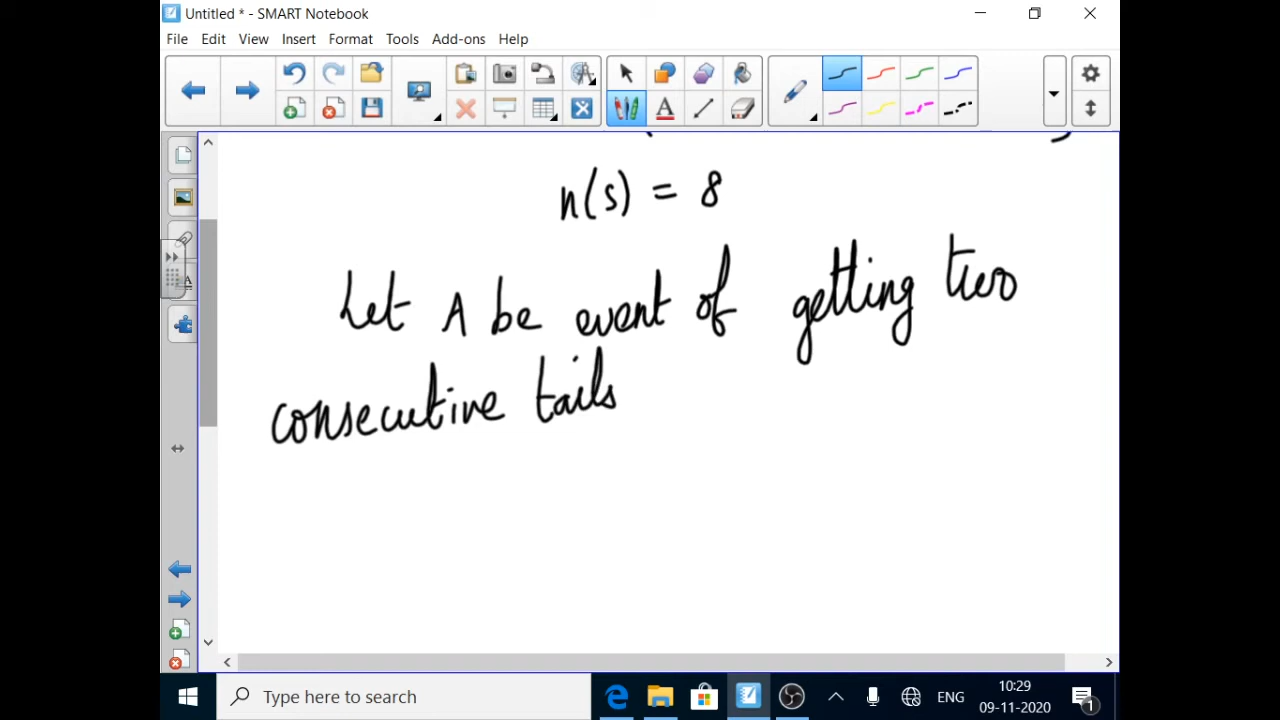 Untitled * - SMART Notebook
File Edit View Insert Format Tools Add-ons Help
n(s) = 8
Let A be event of getting two
consecutive tails
Type here to search
ENG
10:29
09-11-2020
1